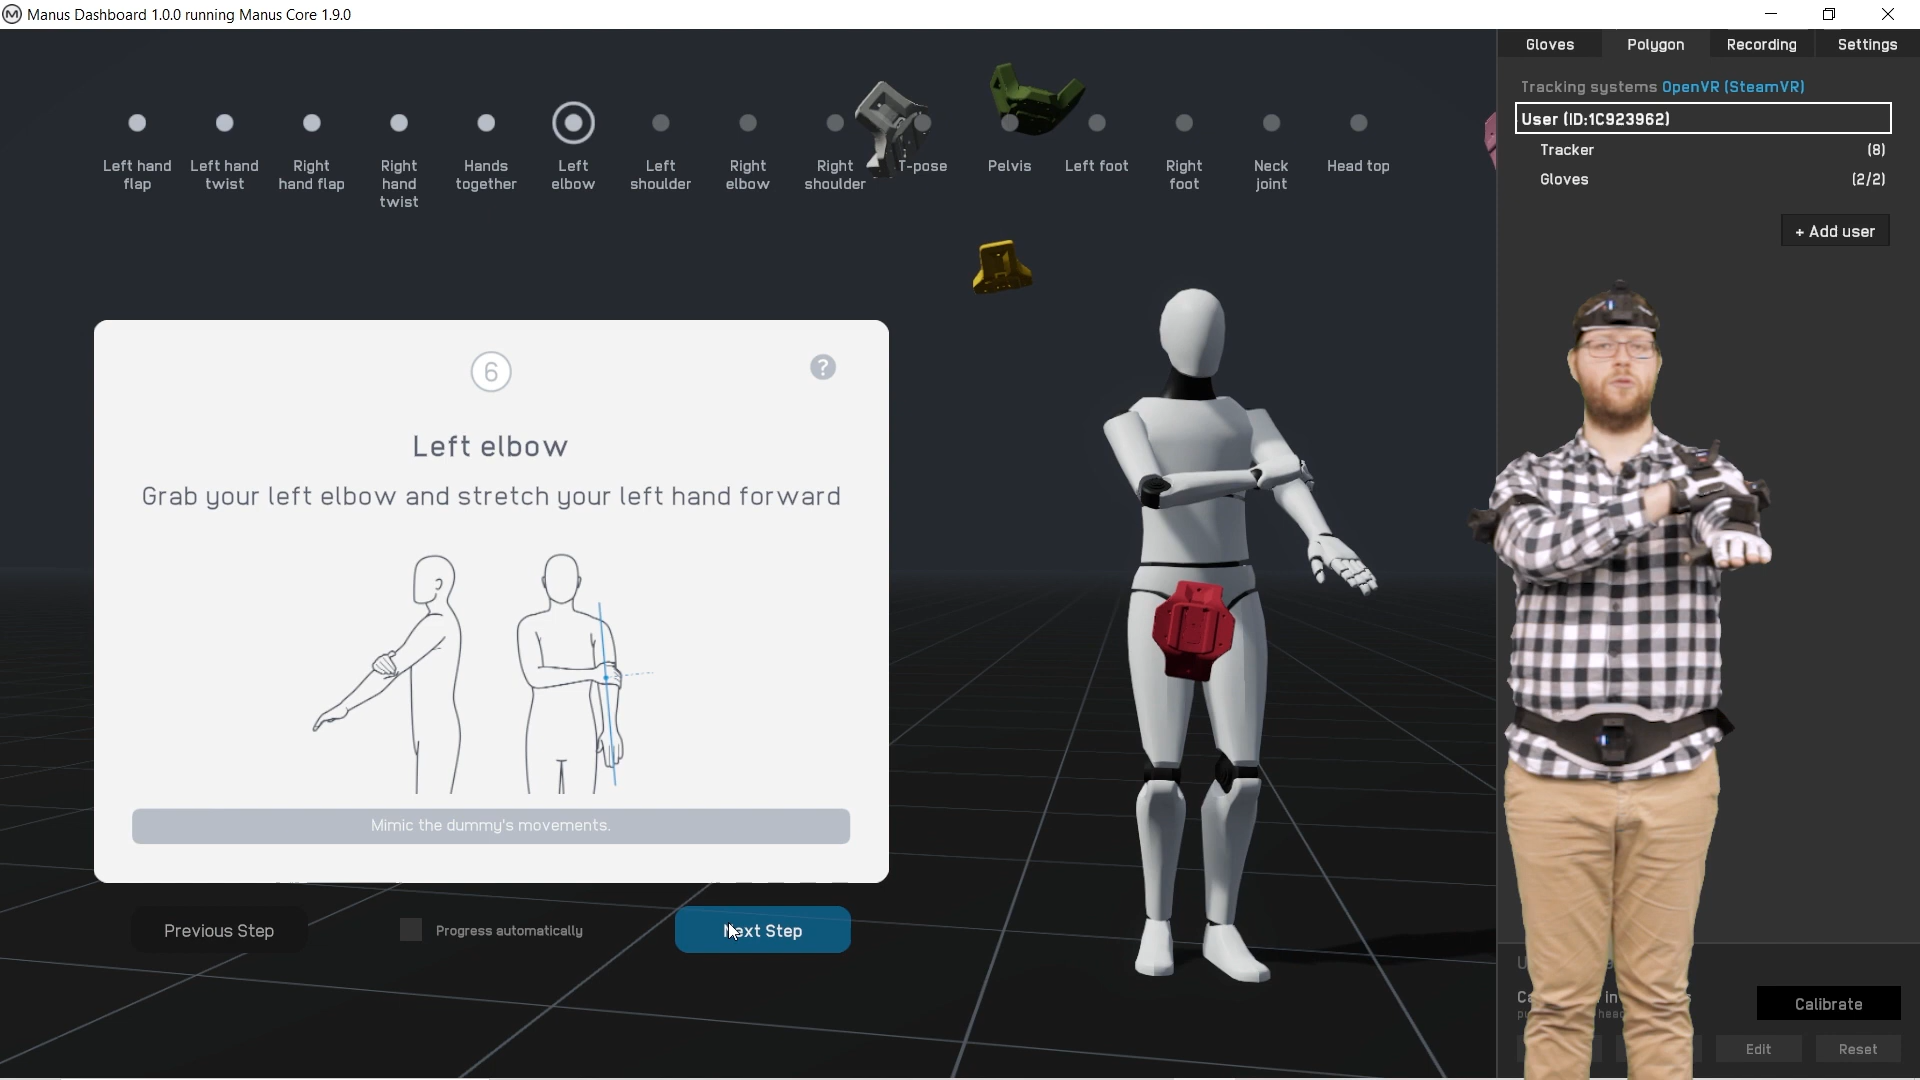 Manus Dashboard 1.0.0 running Manus Core 1.9.0
Gloves
Polygon
Recording
Settings
Tracking systems OpenVR (SteamVR)
User (ID:1C923962)
Tracker (8)
Gloves (2/2)
+ Add user
Left hand
flap
Left hand
twist
Right
hand flap
Right
hand
twist
Hands
together
Left
elbow
Left
shoulder
Right
elbow
Right
shoulder
T-pose
Pelvis
Left foot
Right
foot
Neck
joint
Head top
6
?
Left elbow
Grab your left elbow and stretch your left hand forward
Mimic the dummy's movements.
Previous Step
Progress automatically
Next Step
Calibrate
Edit
Reset